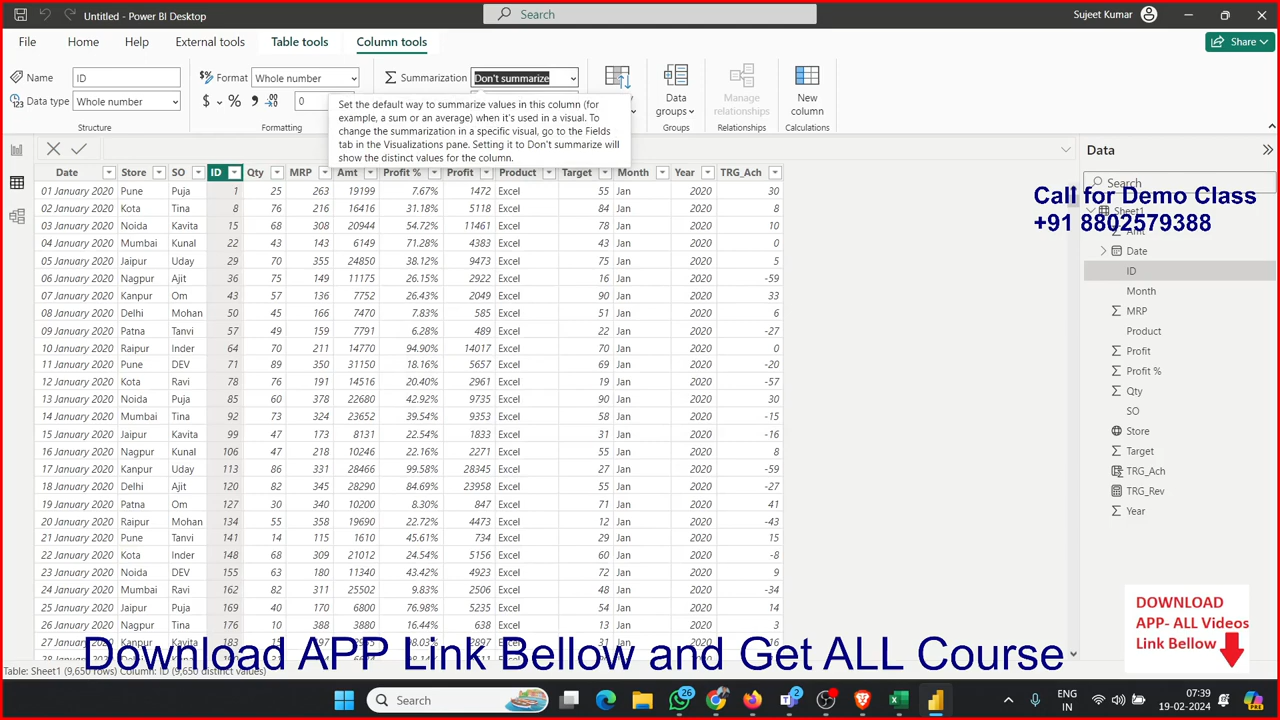 Untitled - Power BI Desktop
Search
Sujeet Kumar
File Home Help External tools Table tools Column tools
Share
Name ID
Format Whole number
Summarization Don't summarize
Data type Whole number
$ % 9 .00 0
Data groups
Manage relationships
New column
Structure Formatting Groups Relationships Calculations
Set the default way to summarize values in this column (for
example, a sum or an average) when it's used in a visual. To
change the summarization in a specific visual, go to the Fields
tab in the Visualizations pane. Setting it to Don't summarize will
show the distinct values for the column.
Date Store SO ID Qty MRP Amt Profit % Profit Product Target Month Year TRG_Ach
01 January 2020 Pune Puja 1 25 263 19199 7.67% 1472 Excel 55 Jan 2020 30
02 January 2020 Kota Tina 8 76 216 16416 31.18% 5118 Excel 84 Jan 2020 8
03 January 2020 Noida Kavita 15 68 308 20944 54.72% 11461 Excel 78 Jan 2020 10
04 January 2020 Mumbai Kunal 22 43 143 6149 71.28% 4383 Excel 43 Jan 2020 0
05 January 2020 Jaipur Uday 29 70 355 24850 38.12% 9473 Excel 75 Jan 2020 5
06 January 2020 Nagpur Ajit 36 75 149 11175 26.15% 2922 Excel 16 Jan 2020 -59
07 January 2020 Kanpur Om 43 57 136 7752 26.43% 2049 Excel 90 Jan 2020 33
08 January 2020 Delhi Mohan 50 45 166 7470 7.83% 585 Excel 51 Jan 2020 6
09 January 2020 Patna Tanvi 57 49 159 7791 6.28% 489 Excel 22 Jan 2020 -27
10 January 2020 Raipur Inder 64 70 211 14770 94.90% 14017 Excel 70 Jan 2020 0
11 January 2020 Pune DEV 71 89 350 31150 18.16% 5657 Excel 69 Jan 2020 -20
12 January 2020 Kota Ravi 78 76 191 14516 20.40% 2961 Excel 19 Jan 2020 -57
13 January 2020 Noida Puja 85 60 378 22680 42.92% 9735 Excel 90 Jan 2020 30
14 January 2020 Mumbai Tina 92 73 324 23652 39.54% 9353 Excel 58 Jan 2020 -15
15 January 2020 Jaipur Kavita 99 47 173 8131 22.54% 1833 Excel 31 Jan 2020 -16
16 January 2020 Nagpur Kunal 106 47 218 10246 22.16% 2271 Excel 55 Jan 2020 8
17 January 2020 Kanpur Uday 113 86 331 28466 99.58% 28345 Excel 27 Jan 2020 -59
18 January 2020 Delhi Ajit 120 82 345 28290 84.69% 23958 Excel 55 Jan 2020 -27
19 January 2020 Patna Om 127 30 340 10200 8.30% 847 Excel 71 Jan 2020 41
20 January 2020 Raipur Mohan 134 55 358 19690 22.72% 4473 Excel 12 Jan 2020 -43
21 January 2020 Pune Tanvi 141 14 115 1610 45.61% 734 Excel 29 Jan 2020 15
22 January 2020 Kota Inder 148 68 309 21012 24.54% 5156 Excel 60 Jan 2020 -8
23 January 2020 Noida DEV 155 63 180 11340 43.42% 4923 Excel 72 Jan 2020 9
24 January 2020 Mumbai Ravi 162 82 311 25502 9.83% 2506 Excel 48 Jan 2020 -34
25 January 2020 Jaipur Puja 169 40 170 6800 76.98% 5235 Excel 54 Jan 2020 14
26 January 2020 Nagpur Tina 176 10 388 3880 16.44% 638 Excel 13 Jan 2020 3
27 January 2020 Kanpur Kavita 183
Data
Search
Call for Demo Class
+91 8802579388
Sheet1
Amt
Date
ID
Month
MRP
Product
Profit
Profit %
Qty
SO
Store
Target
TRG_Ach
TRG_Rev
Year
DOWNLOAD
APP- ALL Videos
Link Bellow
Download APP Link Bellow and Get ALL Course
Table: Sheet1 (9,650 rows) Column: ID (9,650 distinct values)
Search
26
2
ENG
IN
07:39
19-02-2024